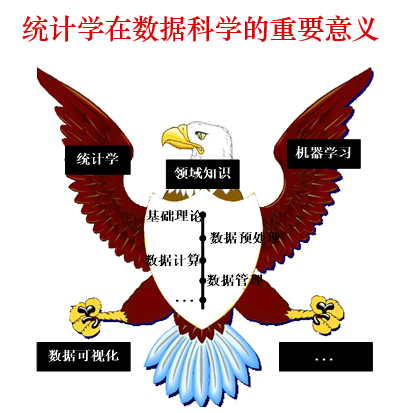 统计学在数据科学的重要意义
统计学
领域知识
机器学习
基础理论
数据预处理
数据计算
数据管理
...
数据可视化
...